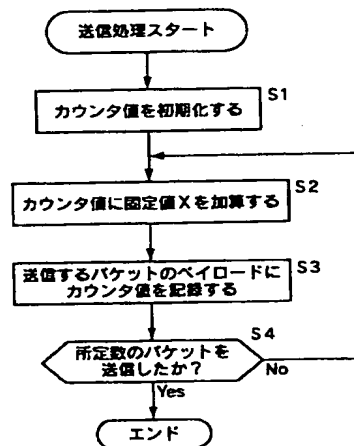 送信処理スタート
S1
カウンタ値を初期化する
S2
カウンタ値に固定値Xを加算する
S3
送信するパケットのペイロードに
カウンタ値を記録する
S4
所定数のパケットを
送信したか?
No
Yes
エンド